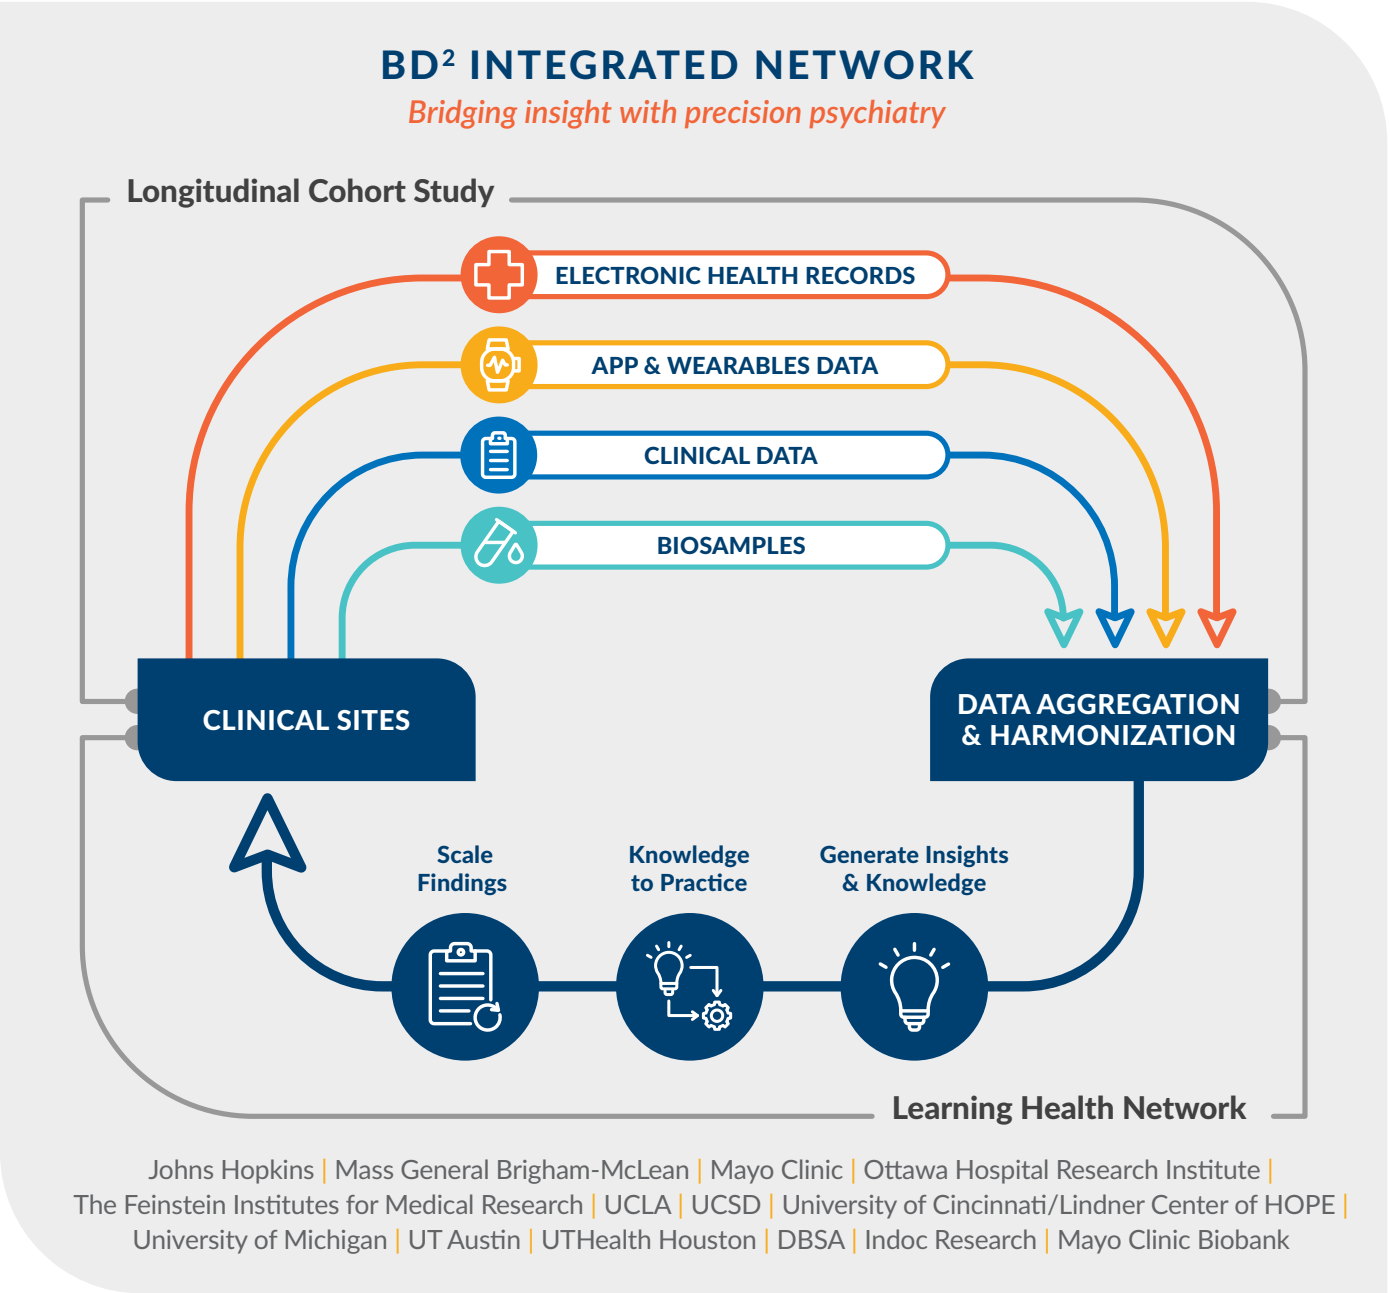 BD² INTEGRATED NETWORK
Bridging insight with precision psychiatry
Longitudinal Cohort Study
ELECTRONIC HEALTH RECORDS
APP & WEARABLES DATA
CLINICAL DATA
BIOSAMPLES
CLINICAL SITES
DATA AGGREGATION
& HARMONIZATION
Scale
Findings
Knowledge
to Practice
Generate Insights
& Knowledge
Learning Health Network
Johns Hopkins | Mass General Brigham-McLean | Mayo Clinic | Ottawa Hospital Research Institute |
The Feinstein Institutes for Medical Research | UCLA | UCSD | University of Cincinnati/Lindner Center of HOPE |
University of Michigan | UT Austin | UTHealth Houston | DBSA | Indoc Research | Mayo Clinic Biobank